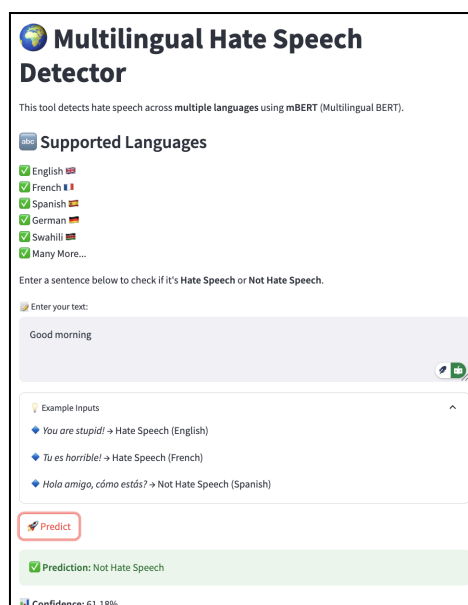 🌍 Multilingual Hate Speech
Detector
This tool detects hate speech across multiple languages using mBERT (Multilingual BERT).
🔤 Supported Languages
✅ English 🇬🇧
✅ French 🇫🇷
✅ Spanish 🇪🇸
✅ German 🇩🇪
✅ Swahili 🇰🇪
✅ Many More...
Enter a sentence below to check if it's Hate Speech or Not Hate Speech.
📝 Enter your text:
Good morning
💡 Example Inputs
🔹 You are stupid! → Hate Speech (English)
🔹 Tu es horrible! → Hate Speech (French)
🔹 Hola amigo, cómo estás? → Not Hate Speech (Spanish)
🚀 Predict
✅ Prediction: Not Hate Speech
📊 Confidence: 61.18%